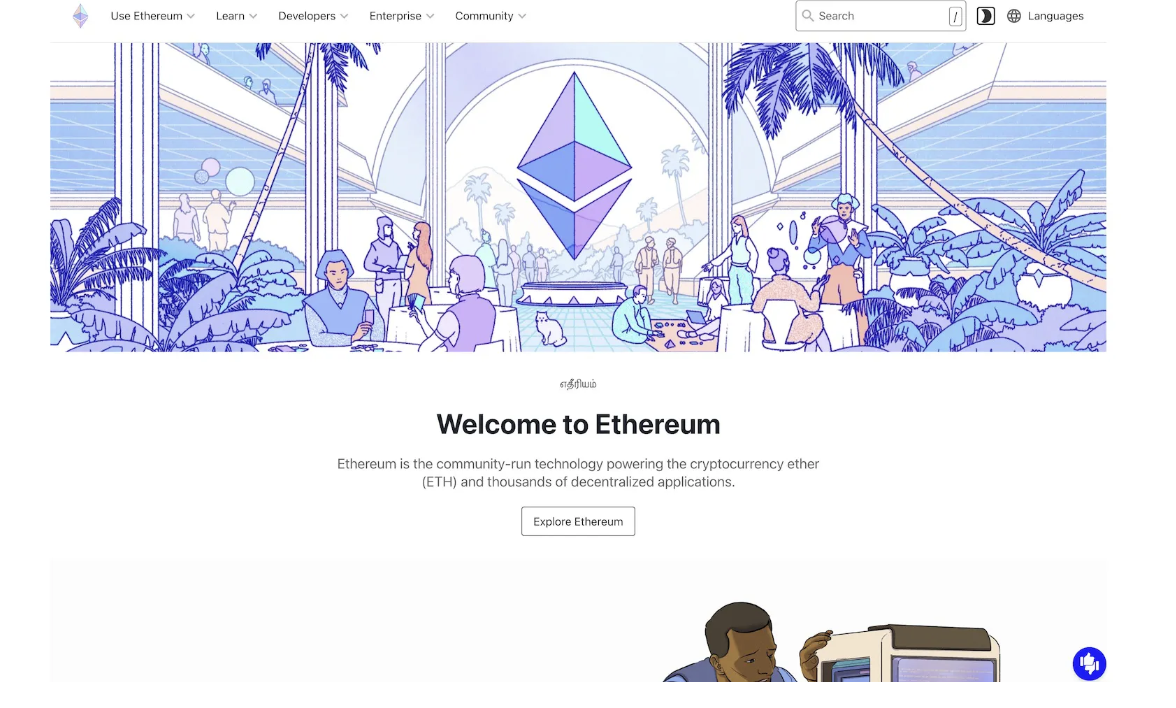 Use Ethereum
Learn
Developers
Enterprise
Community
Search
/
Languages
எதீரியம்
Welcome to Ethereum
Ethereum is the community-run technology powering the cryptocurrency ether
(ETH) and thousands of decentralized applications.
Explore Ethereum